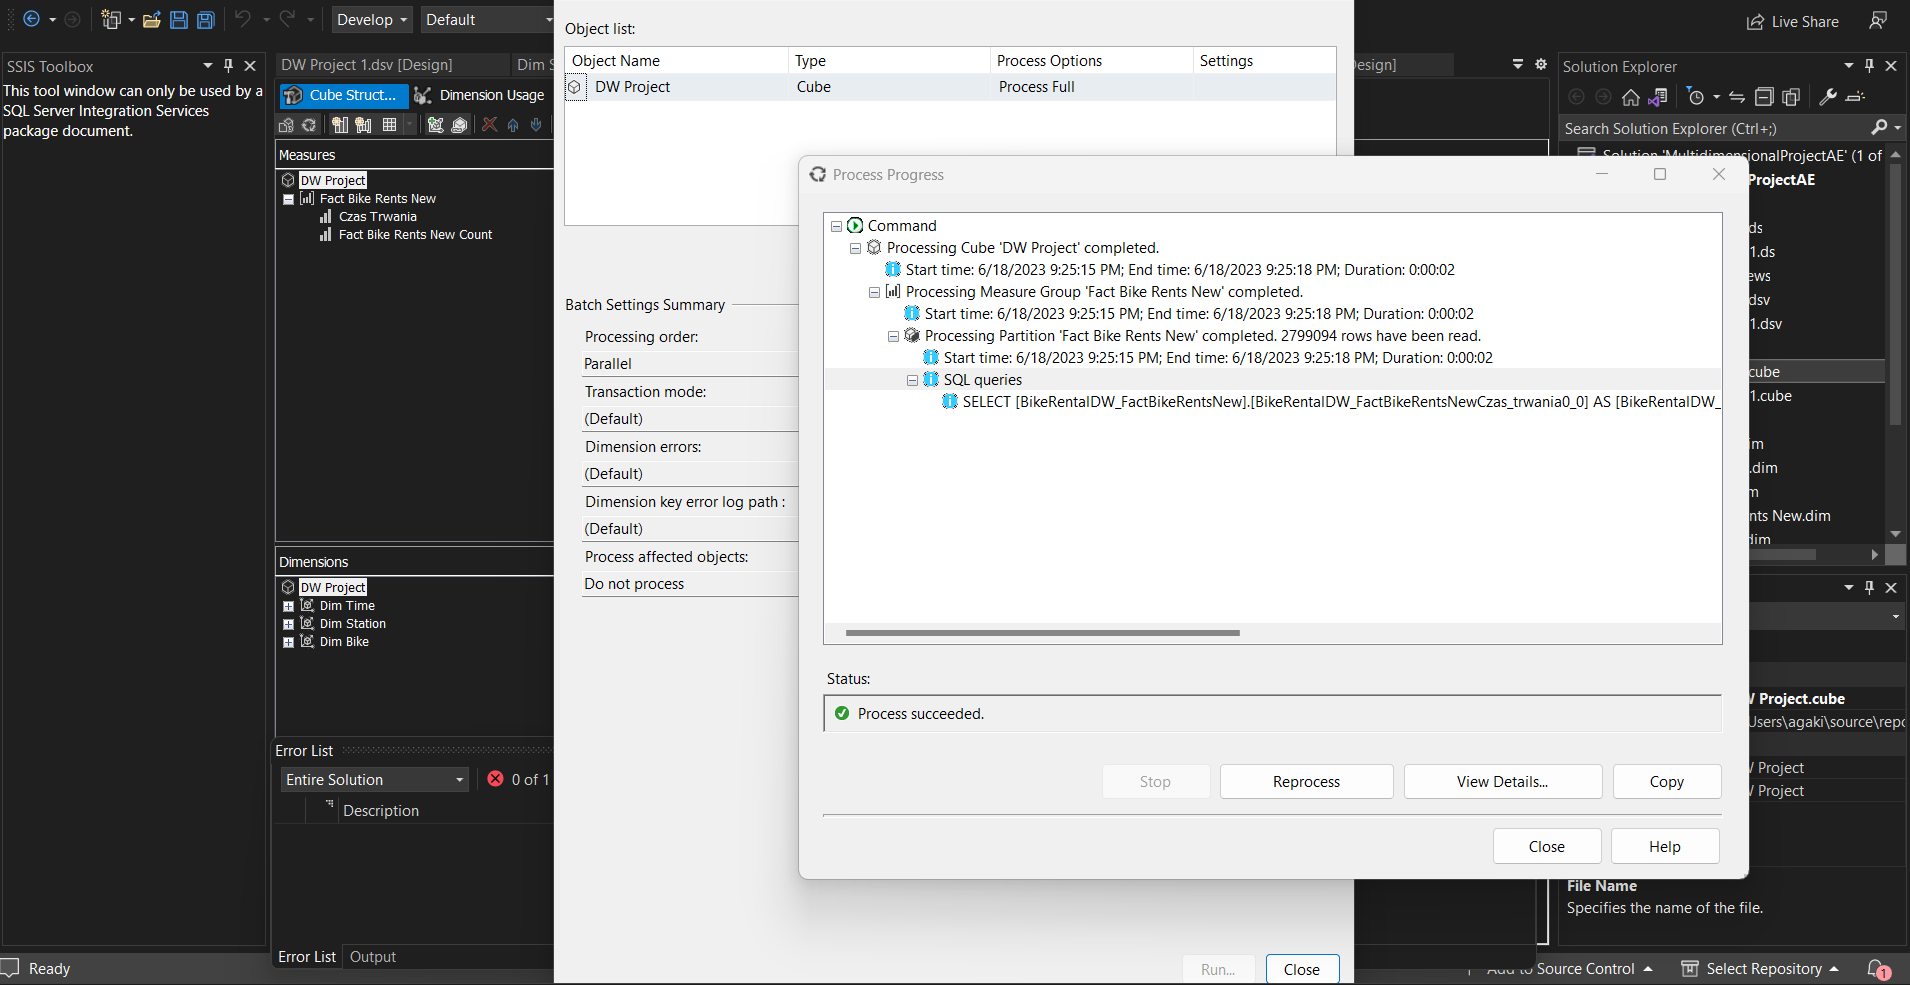 Develop
Default
Live Share
SSIS Toolbox
This tool window can only be used by a
SQL Server Integration Services
package document.
DW Project 1.dsv [Design]
Dim S
Cube Struct...
Dimension Usage
Measures
DW Project
Fact Bike Rents New
Czas Trwania
Fact Bike Rents New Count
Dimensions
DW Project
Dim Time
Dim Station
Dim Bike
Error List
Entire Solution
0 of 1
Description
Error List
Output
Ready
Object list:
Object Name
Type
Process Options
Settings
DW Project
Cube
Process Full
Batch Settings Summary
Processing order:
Parallel
Transaction mode:
(Default)
Dimension errors:
(Default)
Dimension key error log path :
(Default)
Process affected objects:
Do not process
Run...
Close
Process Progress
Command
Processing Cube 'DW Project' completed.
Start time: 6/18/2023 9:25:15 PM; End time: 6/18/2023 9:25:18 PM; Duration: 0:00:02
Processing Measure Group 'Fact Bike Rents New' completed.
Start time: 6/18/2023 9:25:15 PM; End time: 6/18/2023 9:25:18 PM; Duration: 0:00:02
Processing Partition 'Fact Bike Rents New' completed. 2799094 rows have been read.
Start time: 6/18/2023 9:25:15 PM; End time: 6/18/2023 9:25:18 PM; Duration: 0:00:02
SQL queries
SELECT [BikeRentalDW_FactBikeRentsNew].[BikeRentalDW_FactBikeRentsNewCzas_trwania0_0] AS [BikeRentalDW_
Status:
Process succeeded.
Stop
Reprocess
View Details...
Copy
Close
Help
esign]
Solution Explorer
Search Solution Explorer (Ctrl+;)
Solution 'MultidimensionalProjectAE' (1 of
ProjectAE
ds
1.ds
ews
dsv
1.dsv
cube
1.cube
im
.dim
m
nts New.dim
dim
W Project.cube
Users\agaki\source\repo
W Project
W Project
File Name
Specifies the name of the file.
Add to Source Control
Select Repository
1